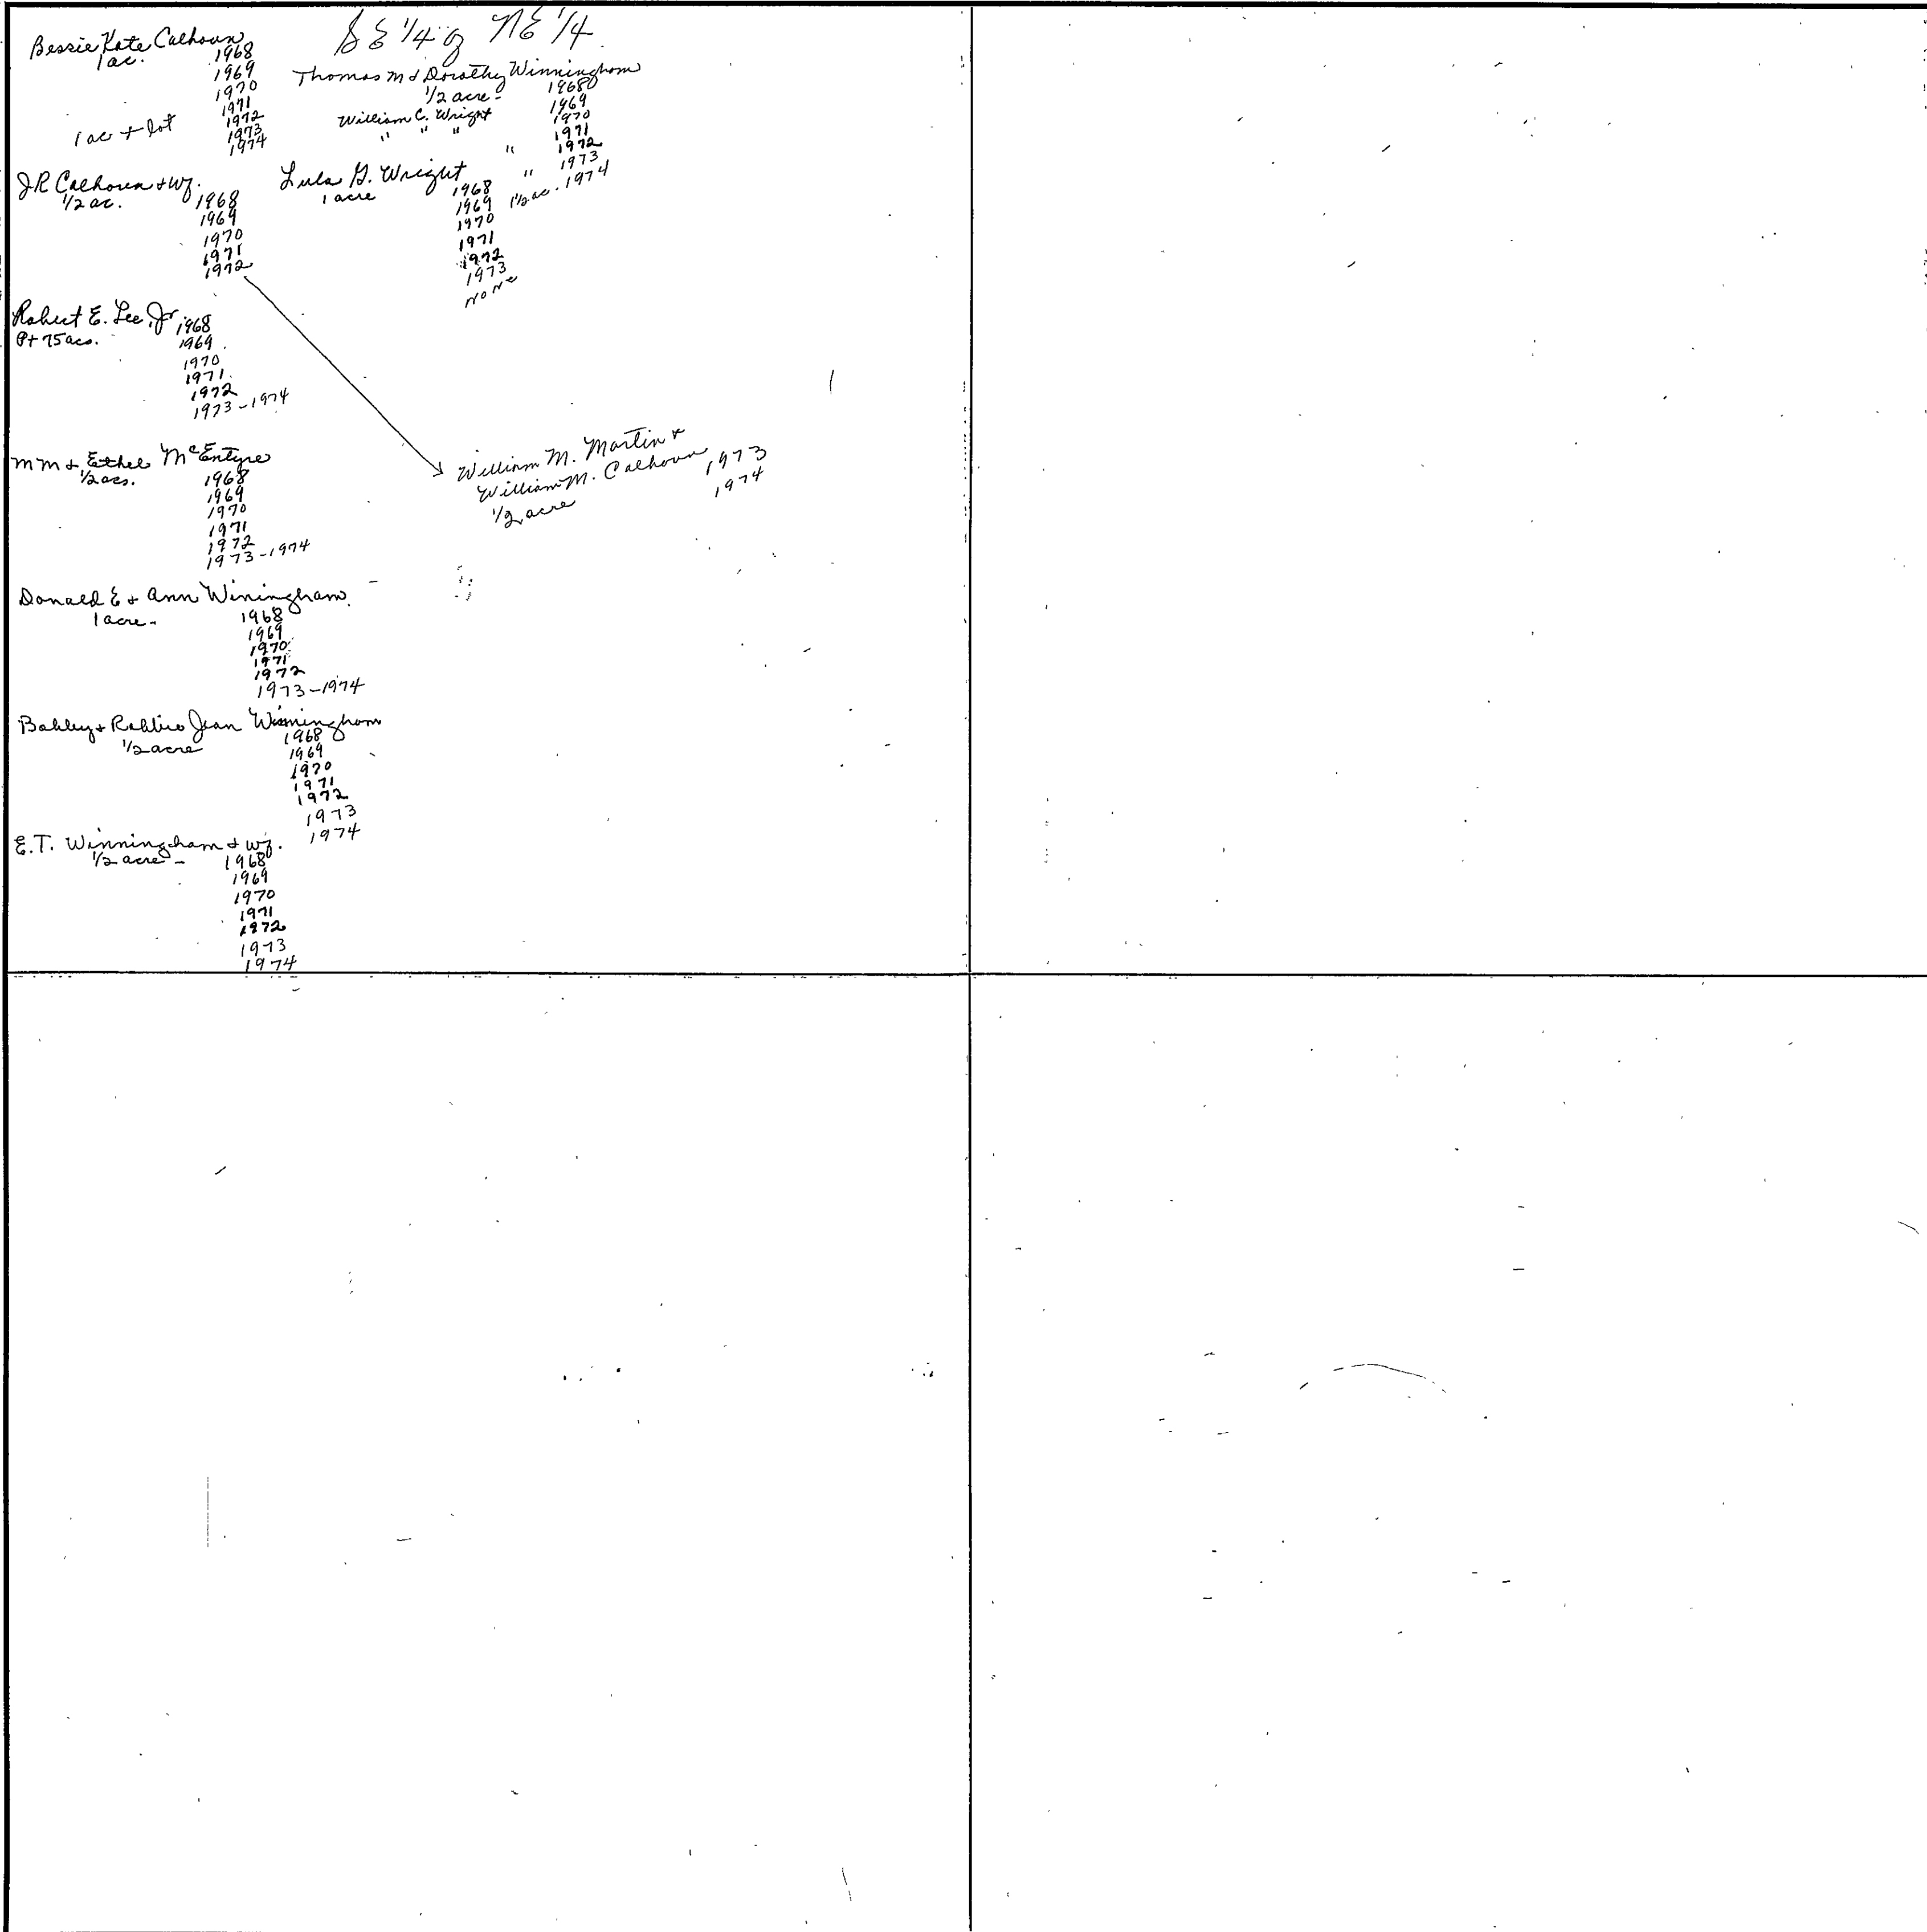 SE 1/4 of NE 1/4
Bessie Kate Calhoun
1 ac. 1968
1969
1970
1971
1 ac + lot 1972
1973
1974
Thomas M & Dorothy Winningham
1/2 acre - 1968
William C. Wright 1969
" " " 1970
1971
" 1972
" 1973
1 1/2 ac. 1974
JR Calhoun & wf.
1/2 ac. 1968
1969
1970
1971
1972
Lula G. Wright
1 acre 1968
1969
1970
1971
1972
1973
None
Robert E. Lee, Jr.
Pt 75 acs. 1968
1969
1970
1971
1972
1973-1974
William M. Martin &
William M. Calhoun 1973
1/2 acre 1974
MM & Ethel McEntyre
1/2 acs. 1968
1969
1970
1971
1972
1973-1974
Donald E & Ann Winingham
1 acre - 1968
1969
1970
1971
1972
1973-1974
Bobby & Jean Winningham
1/2 acre 1968
1969
1970
1971
1972
1973
1974
E.T. Winningham & wf.
1/2 acre - 1968
1969
1970
1971
1972
1973
1974